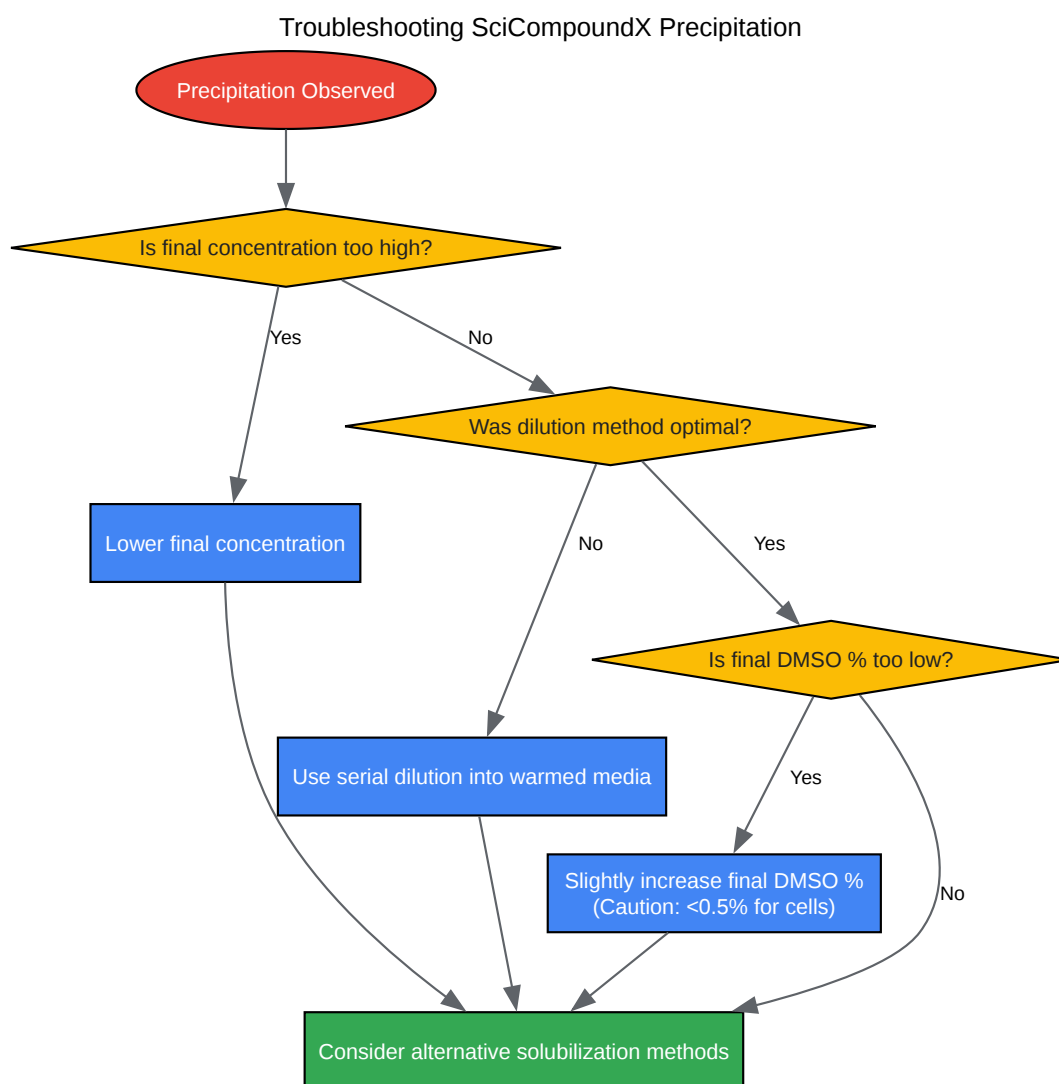 Troubleshooting SciCompoundX Precipitation
Precipitation Observed
Is final concentration too high?
Yes
No
Was dilution method optimal?
Lower final concentration
No
Yes
Is final DMSO % too low?
Use serial dilution into warmed media
Yes
Slightly increase final DMSO %
(Caution: <0.5% for cells)
No
Consider alternative solubilization methods